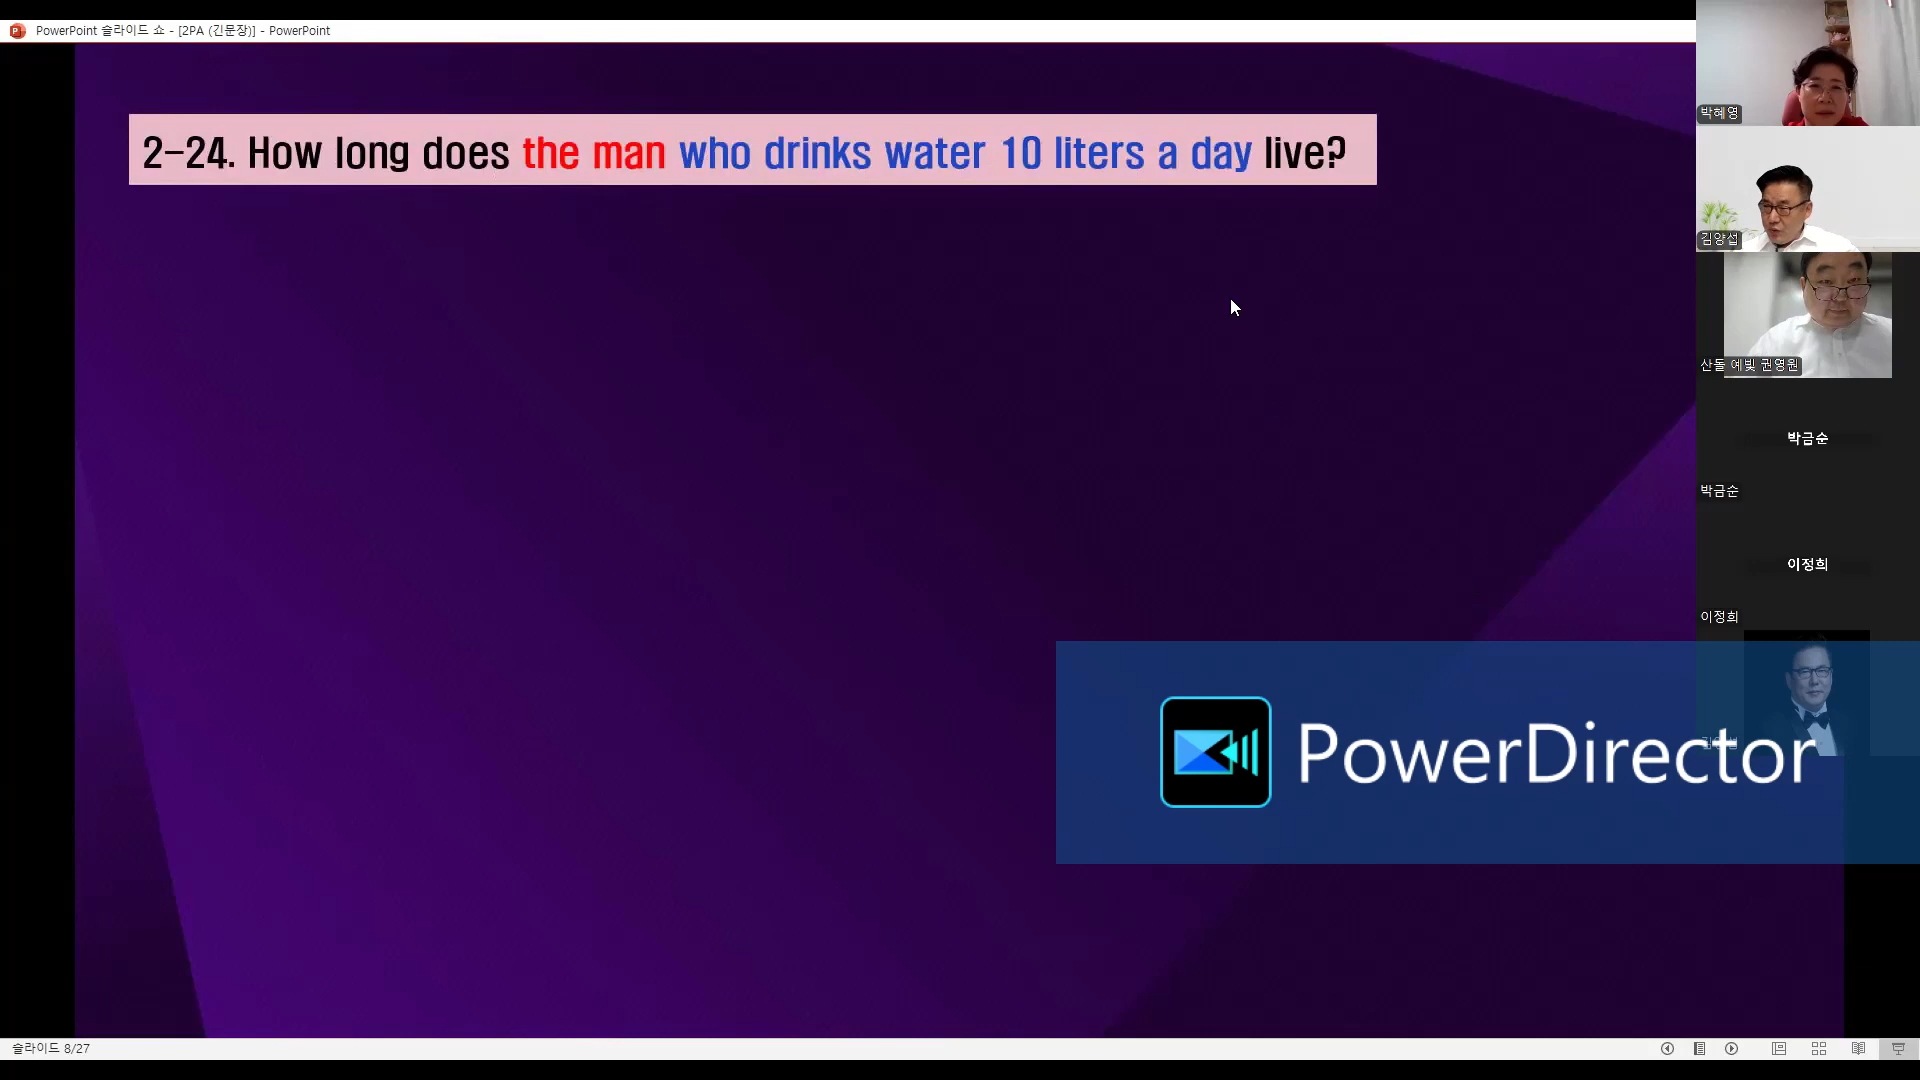 PowerPoint 슬라이드 쇼 - [2PA (긴문장)] - PowerPoint
2-24. How long does the man who drinks water 10 liters a day live?
박혜영
김양섭
산돌 예빛 권영원
박금순
박금순
이정희
이정희
PowerDirector
슬라이드 8/27